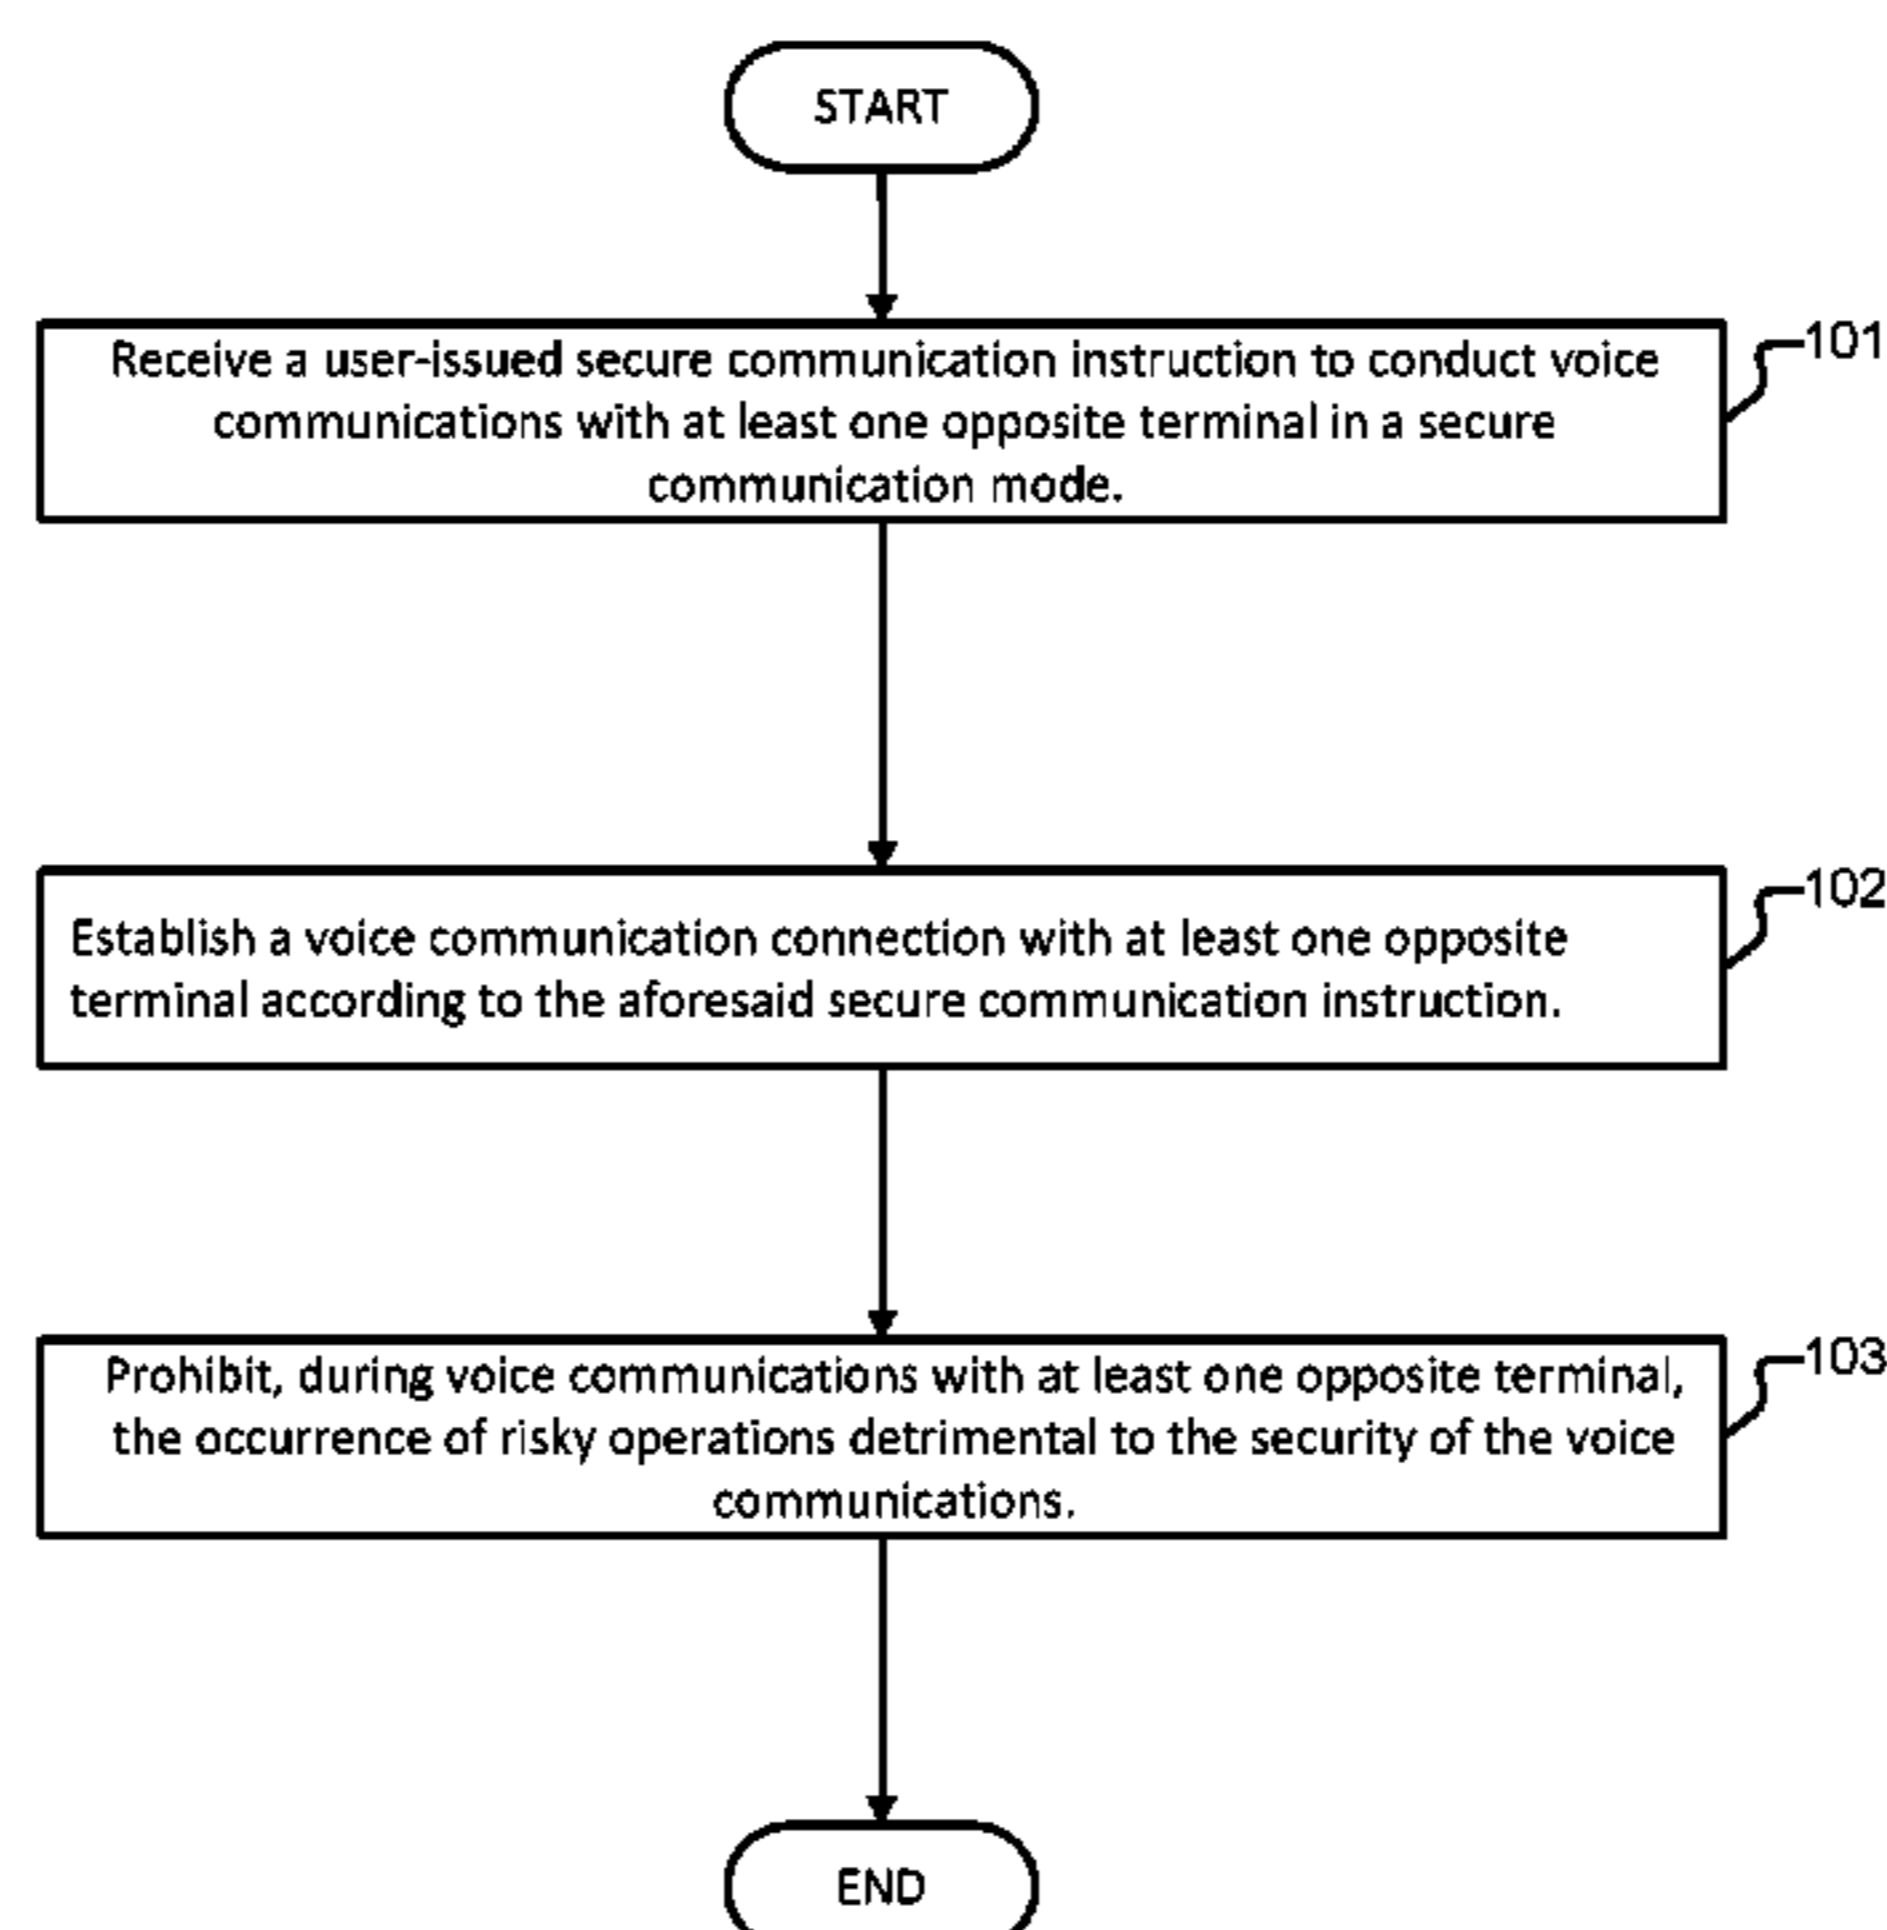 START
Receive a user-issued secure communication instruction to conduct voice
communications with at least one opposite terminal in a secure
communication mode.
101
Establish a voice communication connection with at least one opposite
terminal according to the aforesaid secure communication instruction.
102
Prohibit, during voice communications with at least one opposite terminal,
the occurrence of risky operations detrimental to the security of the voice
communications.
103
END